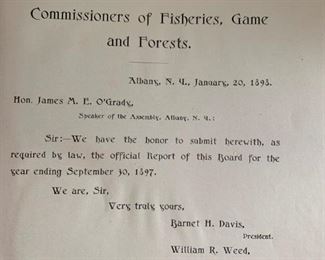 Commissioners of Fisheries, Game
and Forests.
Albany, N. Y., January, 20, 1898.
Hon. James M. E. O'Grady,
Speaker of the Assembly, Albany, N. Y.:
Sir:—We have the honor to submit herewith, as
required by law, the official Report of this Board for the
year ending September 30, 1897.
We are, Sir,
Very truly yours,
Barnet H. Davis,
President.
William R. Weed,